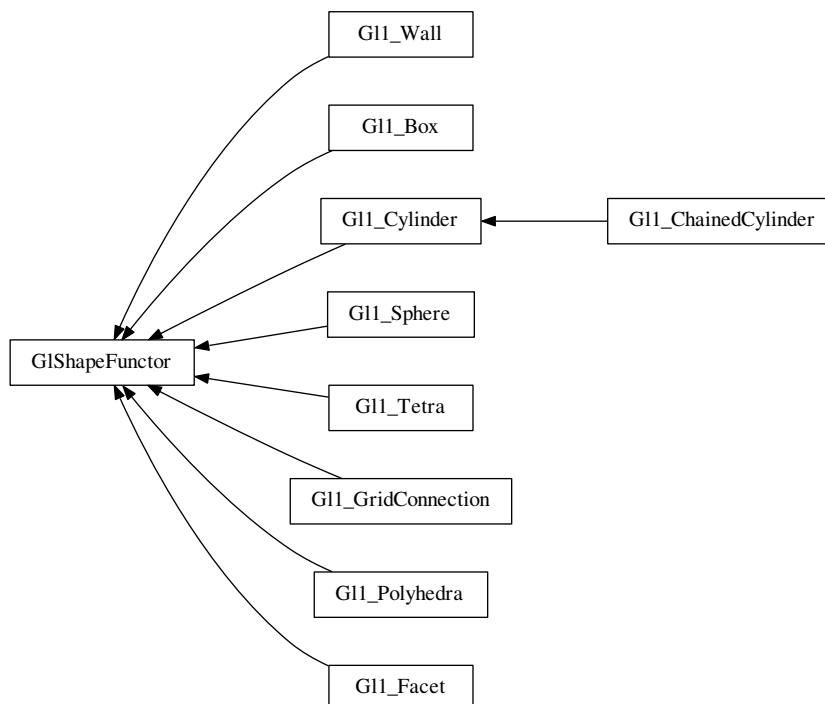 Gl1_Wall
Gl1_Box
Gl1_Cylinder
Gl1_ChainedCylinder
Gl1_Sphere
GlShapeFunctor
Gl1_Tetra
Gl1_GridConnection
Gl1_Polyhedra
Gl1_Facet